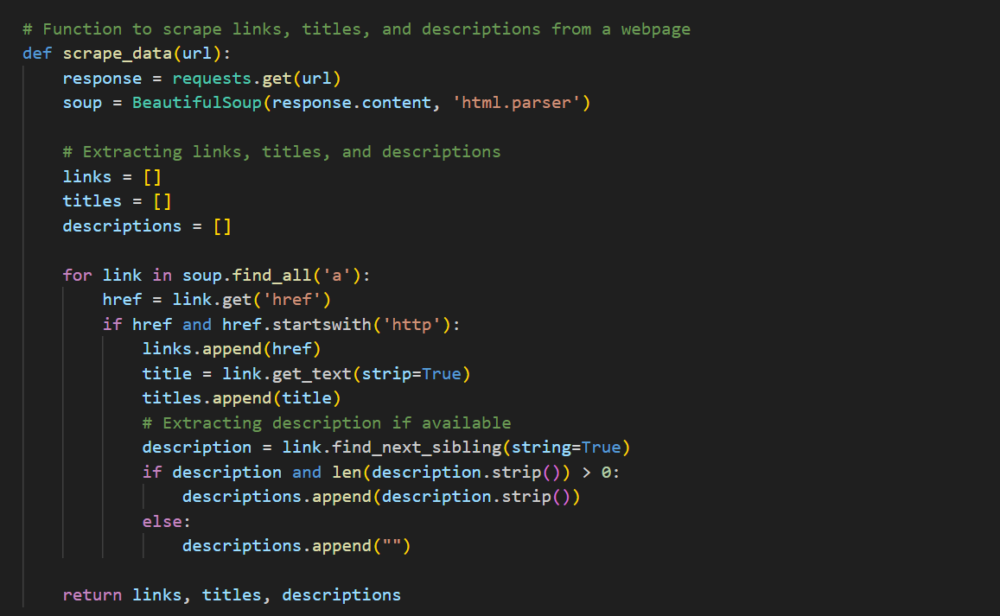 # Function to scrape links, titles, and descriptions from a webpage
def scrape_data(url):
    response = requests.get(url)
    soup = BeautifulSoup(response.content, 'html.parser')

    # Extracting links, titles, and descriptions
    links = []
    titles = []
    descriptions = []

    for link in soup.find_all('a'):
        href = link.get('href')
        if href and href.startswith('http'):
            links.append(href)
            title = link.get_text(strip=True)
            titles.append(title)
            # Extracting description if available
            description = link.find_next_sibling(string=True)
            if description and len(description.strip()) > 0:
                descriptions.append(description.strip())
            else:
                descriptions.append("")

    return links, titles, descriptions